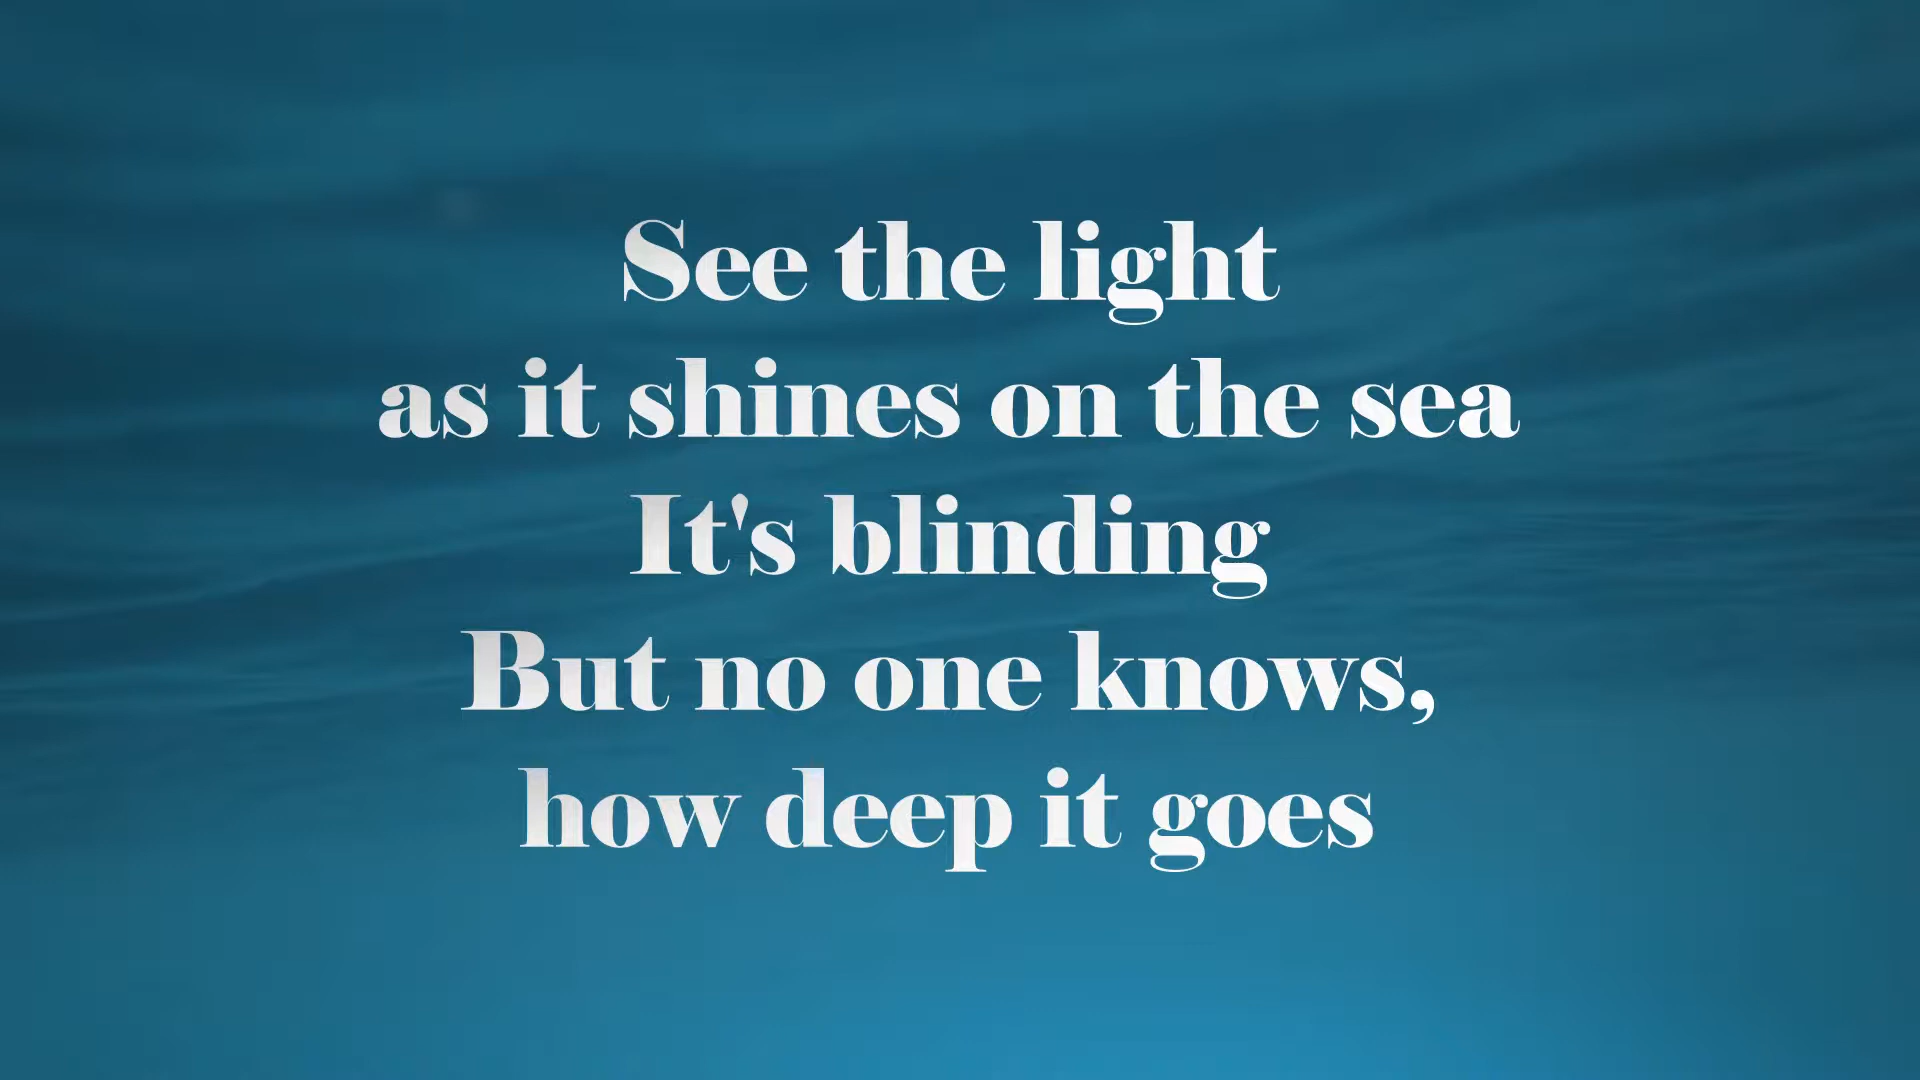 See the light
as it shines on the sea
It's blinding
But no one knows,
how deep it goes